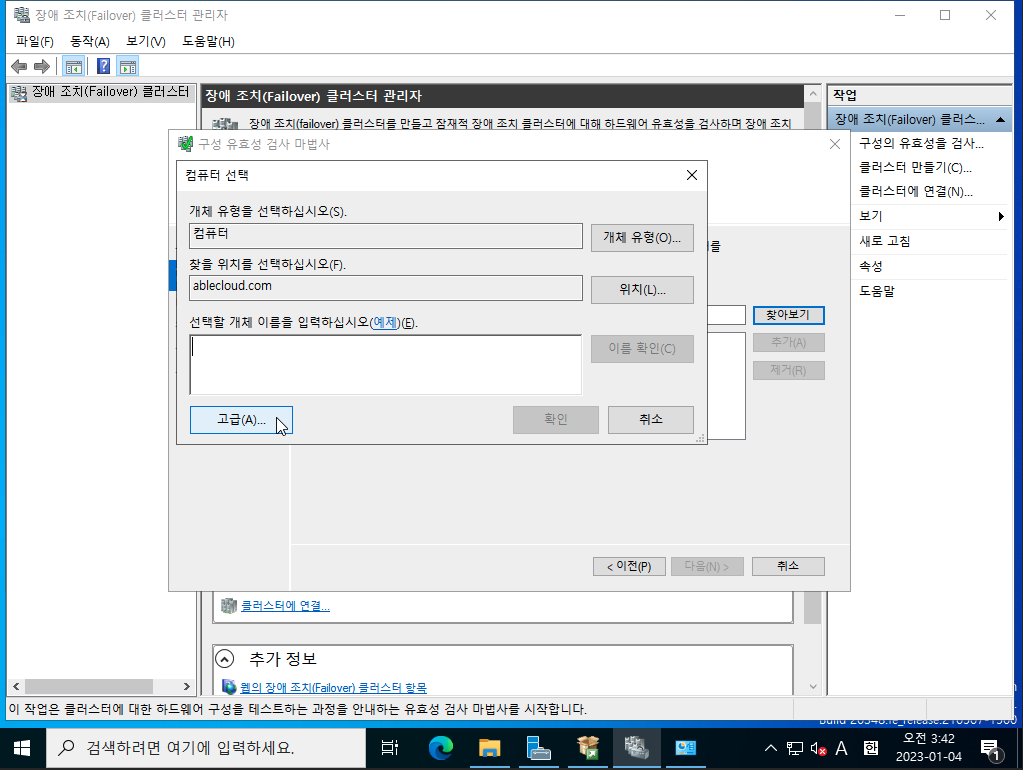 장애 조치(Failover) 클러스터 관리자
파일(F) 동작(A) 보기(V) 도움말(H)
장애 조치(Failover) 클러스터
장애 조치(Failover) 클러스터 관리자
장애 조치(failover) 클러스터를 만들고 잠재적 장애 조치 클러스터에 대해 하드웨어 유효성을 검사하며 장애 조치
구성 유효성 검사 마법사
컴퓨터 선택
개체 유형을 선택하십시오(S).
컴퓨터
개체 유형(O)...
찾을 위치를 선택하십시오(F).
ablecloud.com
위치(L)...
선택할 개체 이름을 입력하십시오(예제)(E).
이름 확인(C)
고급(A)...
확인
취소
를
찾아보기
추가(A)
제거(R)
< 이전(P)
다음(N) >
취소
클러스터에 연결...
추가 정보
웹의 장애 조치(Failover) 클러스터 항목
작업
장애 조치(Failover) 클러스...
구성의 유효성을 검사...
클러스터 만들기(C)...
클러스터에 연결(N)...
보기
새로 고침
속성
도움말
이 작업은 클러스터에 대한 하드웨어 구성을 테스트하는 과정을 안내하는 유효성 검사 마법사를 시작합니다.
검색하려면 여기에 입력하세요.
A
한
오전 3:42
2023-01-04
1